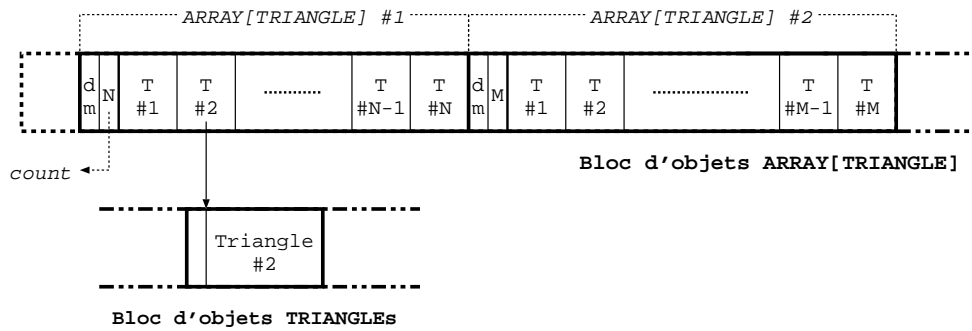 ARRAY[TRIANGLE] #1 ARRAY[TRIANGLE] #2
d m N T #1 T #2 T #N-1 T #N d m M T #1 T #2 T #M-1 T #M
Bloc d'objets ARRAY[TRIANGLE]
count
Triangle
#2
Bloc d'objets TRIANGLEs